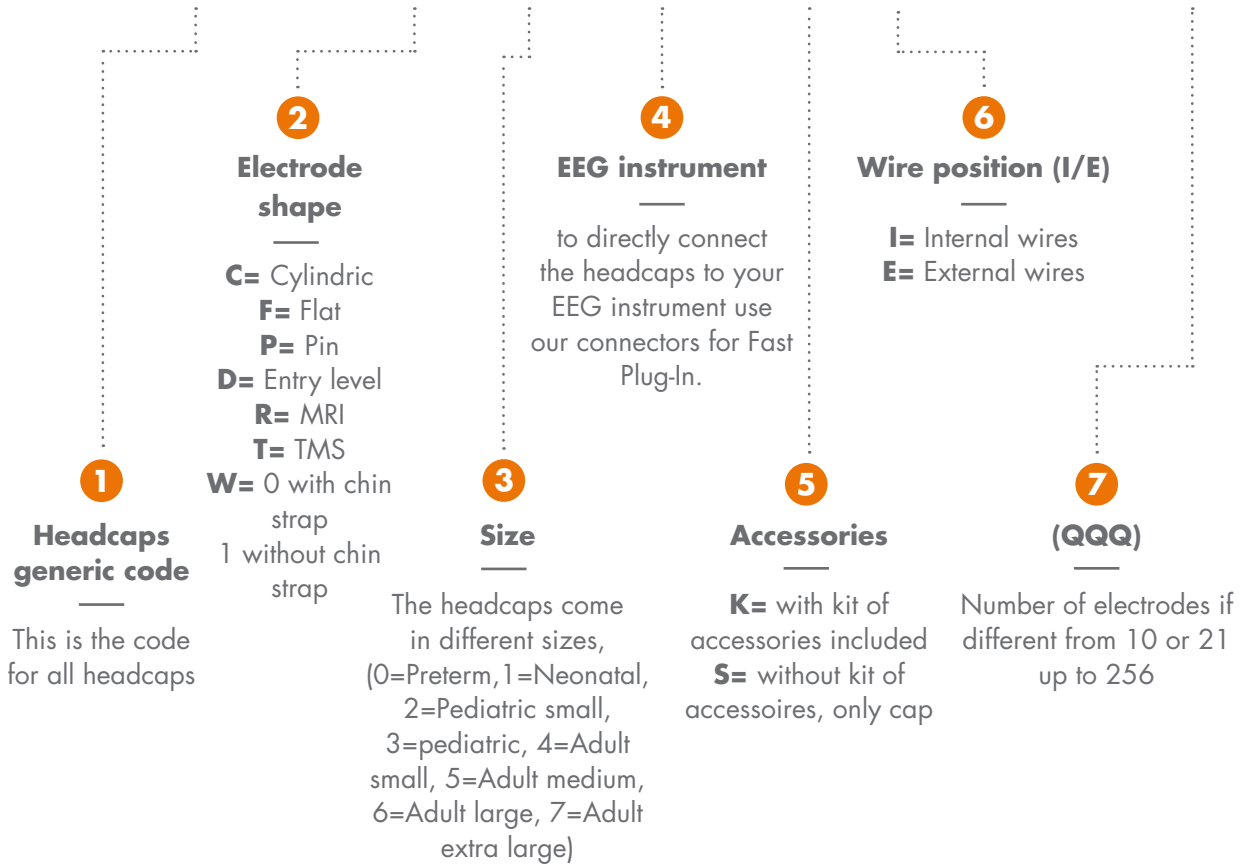 1
Headcaps
generic code
This is the code
for all headcaps
2
Electrode
shape
C= Cylindric
F= Flat
P= Pin
D= Entry level
R= MRI
T= TMS
W= 0 with chin
strap
1 without chin
strap
3
Size
The headcaps come
in different sizes,
(0=Preterm,1=Neonatal,
2=Pediatric small,
3=pediatric, 4=Adult
small, 5=Adult medium,
6=Adult large, 7=Adult
extra large)
4
EEG instrument
to directly connect
the headcaps to your
EEG instrument use
our connectors for Fast
Plug-In.
5
Accessories
K= with kit of
accessories included
S= without kit of
accessoires, only cap
6
Wire position (I/E)
I= Internal wires
E= External wires
7
(QQQ)
Number of electrodes if
different from 10 or 21
up to 256